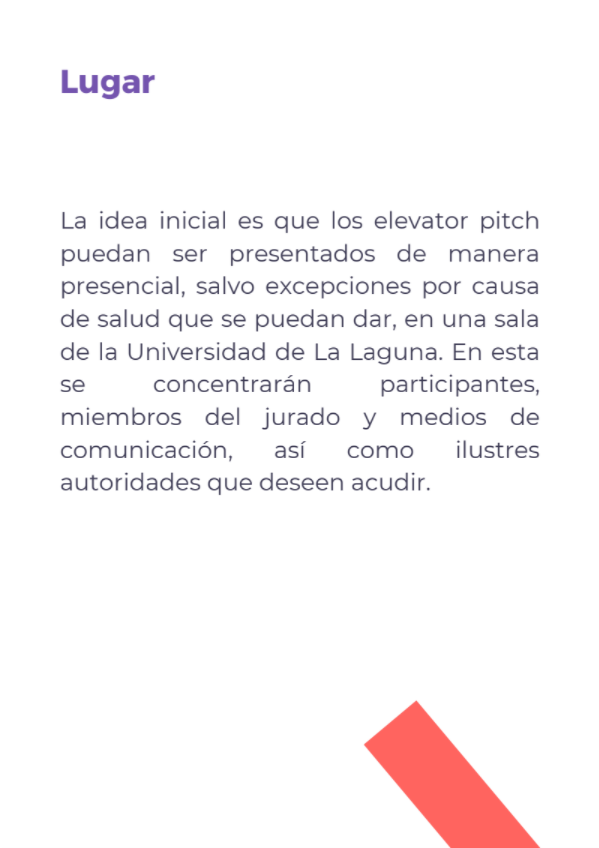 Lugar
La idea inicial es que los elevator pitch
puedan ser presentados de manera
presencial, salvo excepciones por causa
de salud que se puedan dar, en una sala
de la Universidad de La Laguna. En esta
se concentrarán participantes,
miembros del jurado y medios de
comunicación, así como ilustres
autoridades que deseen acudir.